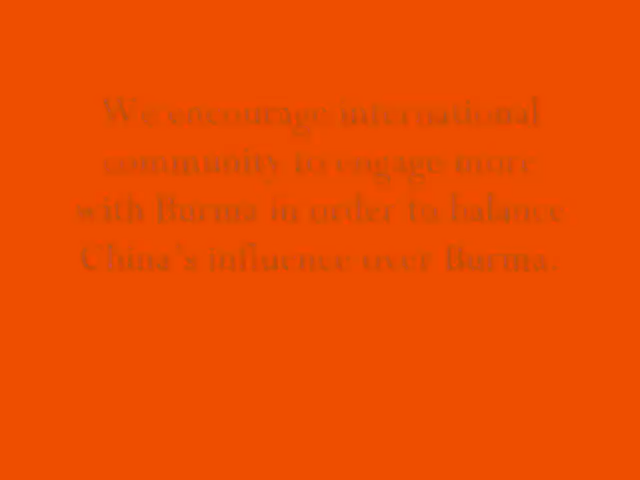 We encourage international
community to engage more
with Burma in order to balance
China's influence over Burma.